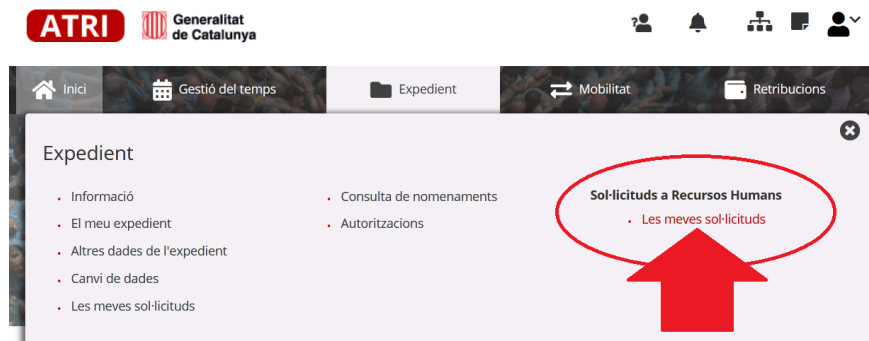 ATRI
Generalitat
de Catalunya
Inici
Gestió del temps
Expedient
Mobilitat
Retribucions
Expedient
Informació
El meu expedient
Altres dades de l'expedient
Canvi de dades
Les meves sol·licituds
Consulta de nomenaments
Autoritzacions
Sol·licituds a Recursos Humans
Les meves sol·licituds